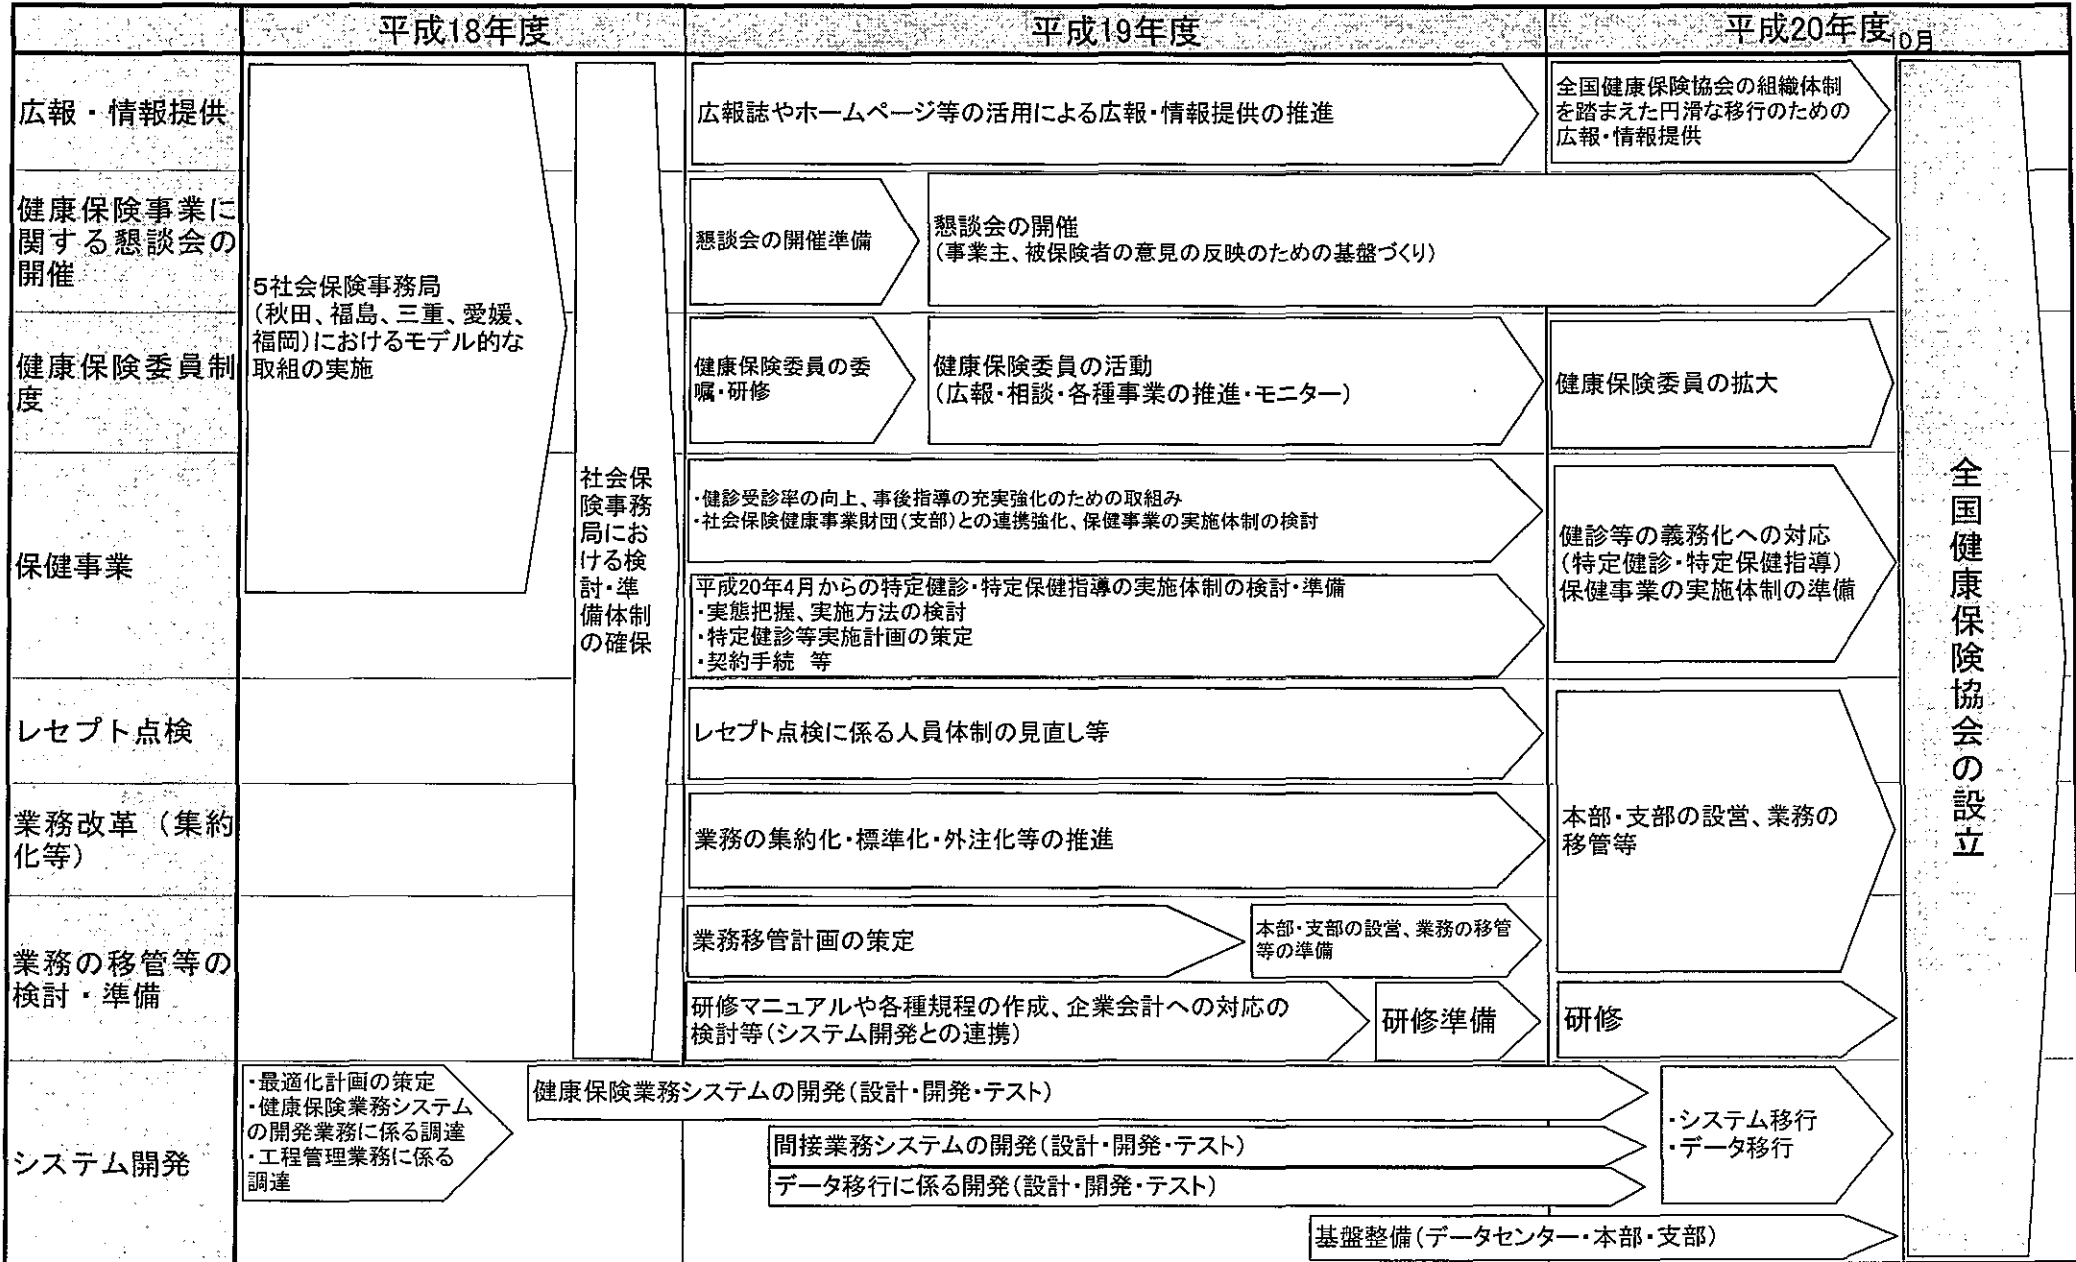 平成18年度
平成19年度
平成20年度
10月
広報・情報提供
健康保険事業に
関する懇談会の
開催
健康保険委員制
度
保健事業
レセプト点検
業務改革（集約
化等）
業務の移管等の
検討・準備
システム開発
5社会保険事務局
(秋田、福島、三重、愛媛、
福岡)におけるモデル的な
取組の実施
社会保
険事務
局にお
ける検
討・準
備体制
の確保
広報誌やホームページ等の活用による広報・情報提供の推進
全国健康保険協会の組織体制
を踏まえた円滑な移行のための
広報・情報提供
懇談会の開催準備
懇談会の開催
(事業主、被保険者の意見の反映のための基盤づくり)
健康保険委員の委
嘱・研修
健康保険委員の活動
(広報・相談・各種事業の推進・モニター)
健康保険委員の拡大
・健診受診率の向上、事後指導の充実強化のための取組み
・社会保険健康事業財団(支部)との連携強化、保健事業の実施体制の検討
平成20年4月からの特定健診・特定保健指導の実施体制の検討・準備
・実態把握、実施方法の検討
・特定健診等実施計画の策定
・契約手続 等
健診等の義務化への対応
(特定健診・特定保健指導)
保健事業の実施体制の準備
レセプト点検に係る人員体制の見直し等
業務の集約化・標準化・外注化等の推進
本部・支部の設営、業務の
移管等
業務移管計画の策定
本部・支部の設営、業務の移管
等の準備
研修マニュアルや各種規程の作成、企業会計への対応の
検討等(システム開発との連携)
研修準備
研修
・最適化計画の策定
・健康保険業務システム
の開発業務に係る調達
・工程管理業務に係る
調達
健康保険業務システムの開発(設計・開発・テスト)
間接業務システムの開発(設計・開発・テスト)
データ移行に係る開発(設計・開発・テスト)
・システム移行
・データ移行
基盤整備(データセンター・本部・支部)
全国健康保険協会の設立